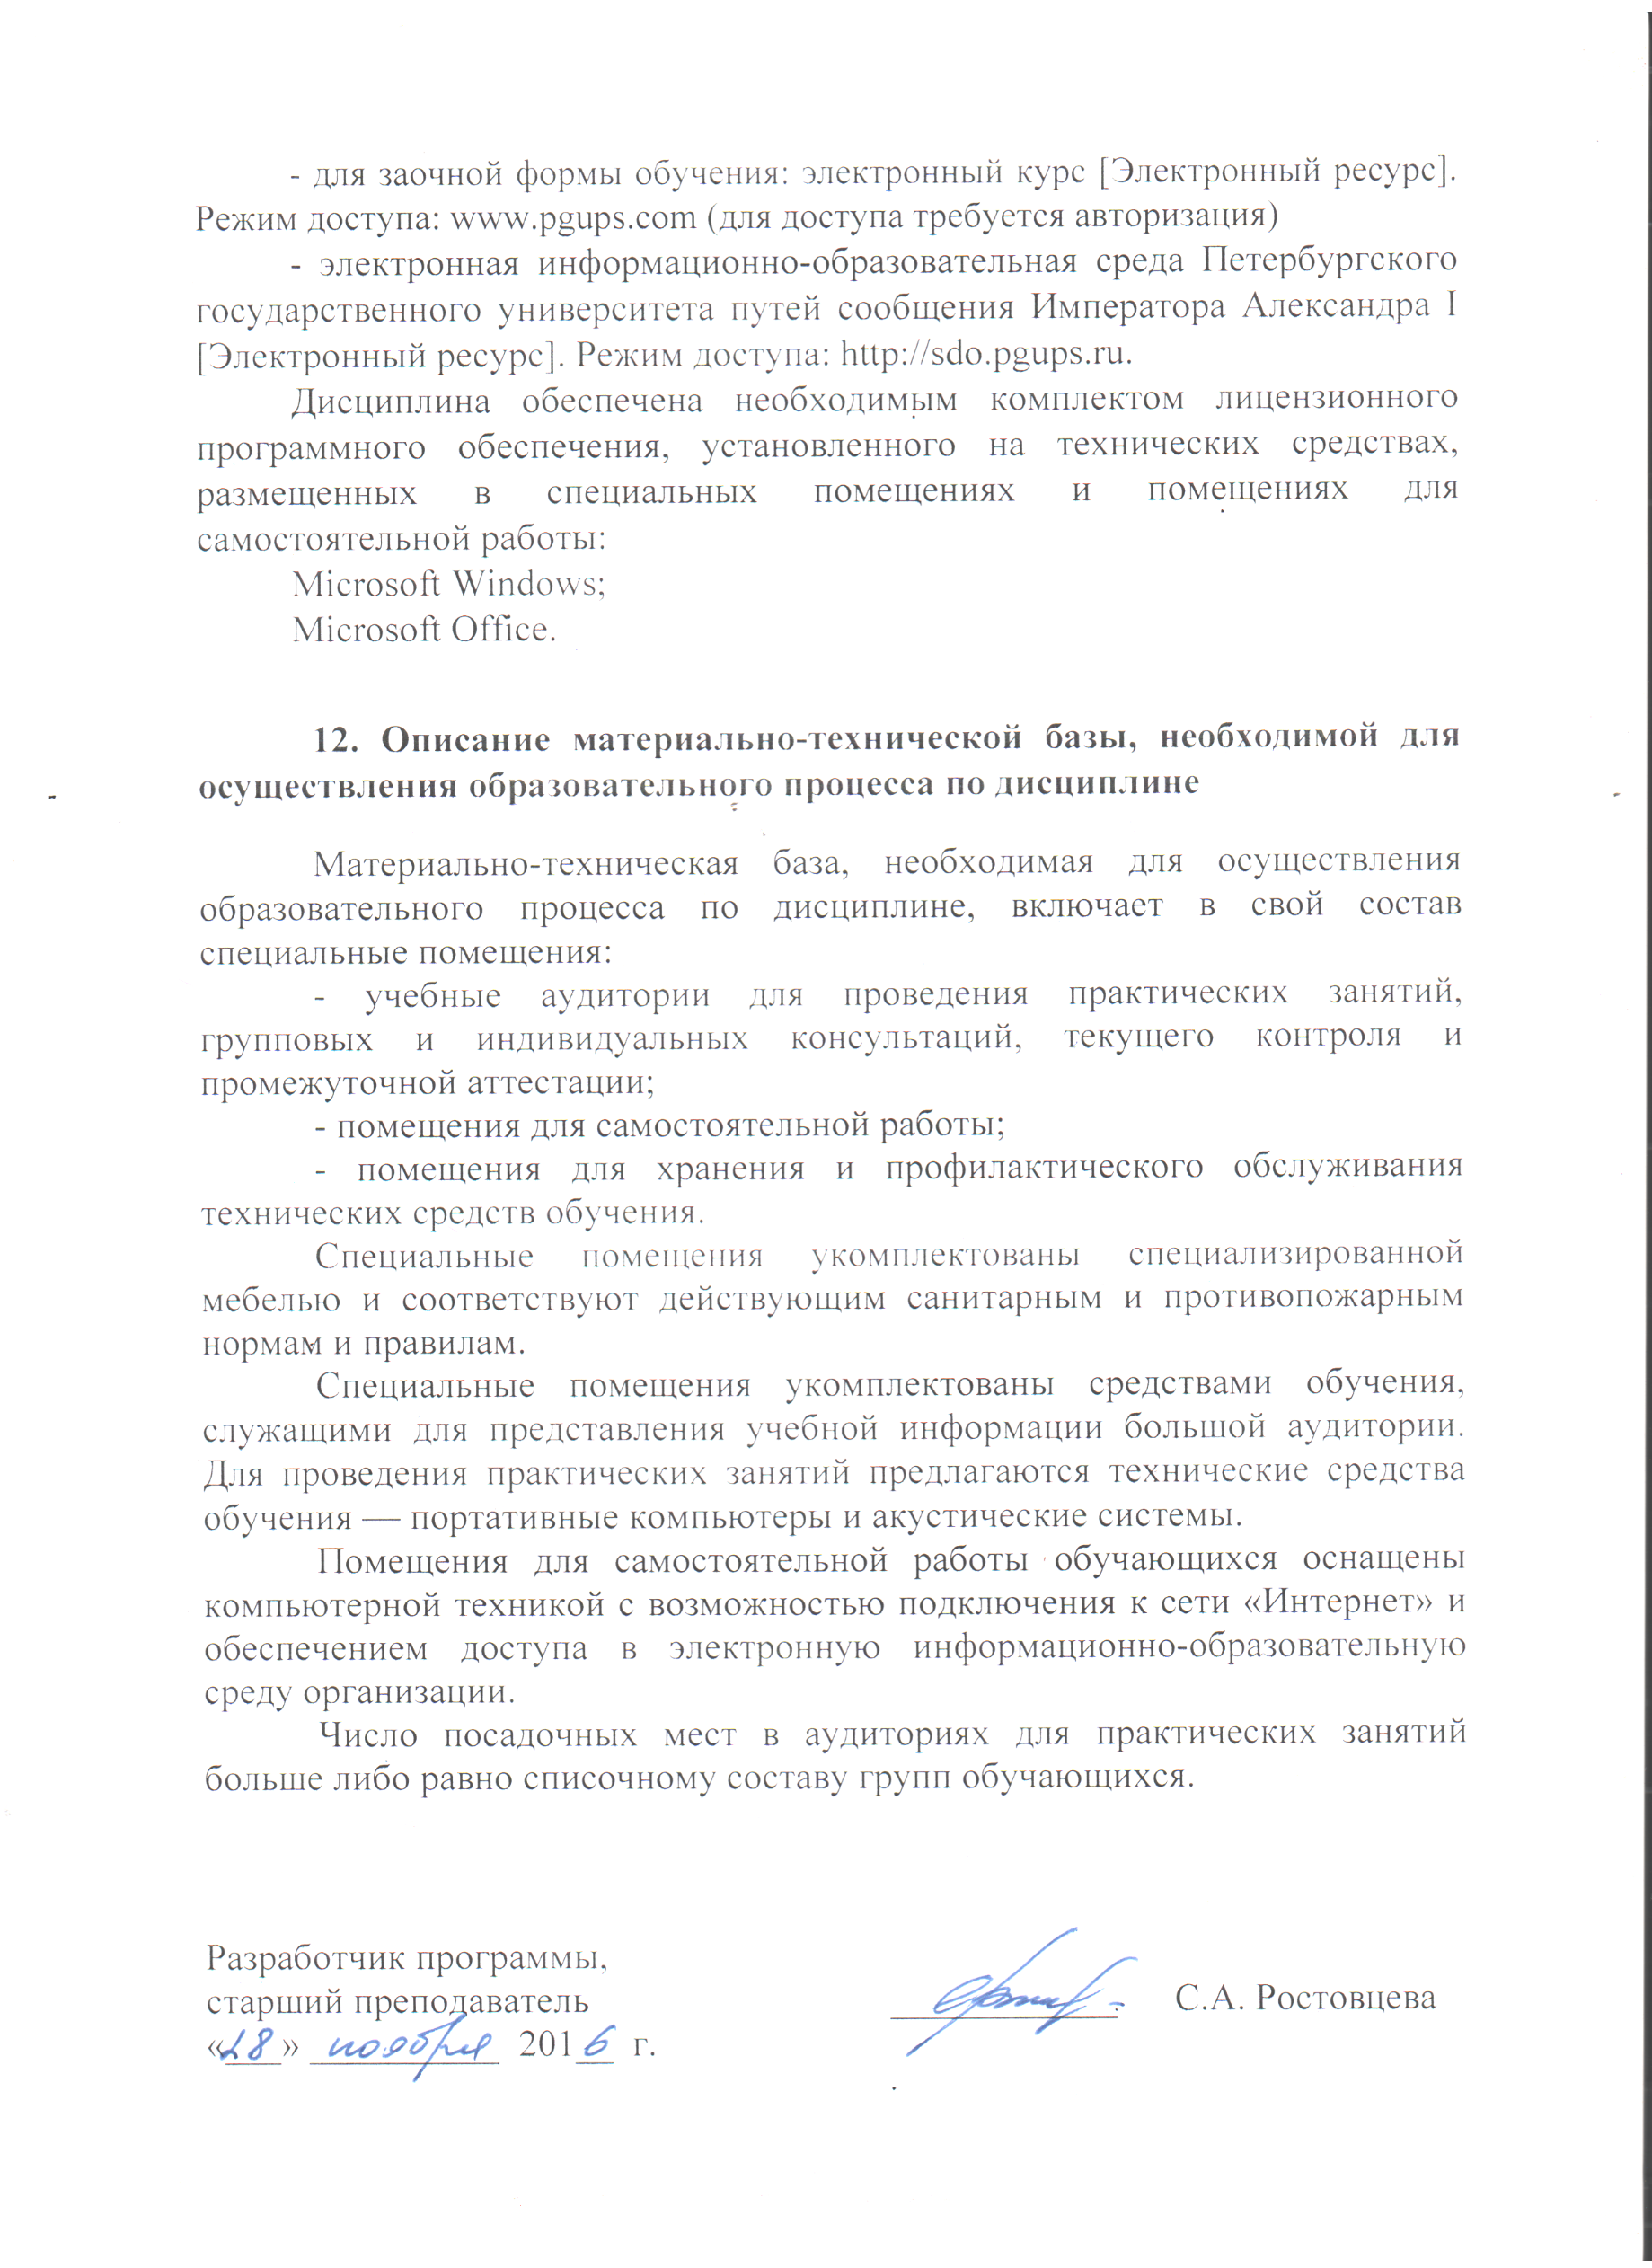 - для заочной формы обучения: электронный курс [Электронный ресурс].
Режим доступа: www.pgups.com (для доступа требуется авторизация)
- электронная информационно-образовательная среда Петербургского
государственного университета путей сообщения Императора Александра I
[Электронный ресурс]. Режим доступа: http://sdo.pgups.ru.
Дисциплина обеспечена необходимым комплектом лицензионного
программного обеспечения, установленного на технических средствах,
размещенных в специальных помещениях и помещениях для
самостоятельной работы:
Microsoft Windows;
Microsoft Office.
12. Описание материально-технической базы, необходимой для
осуществления образовательного процесса по дисциплине
Материально-техническая база, необходимая для осуществления
образовательного процесса по дисциплине, включает в свой состав
специальные помещения:
- учебные аудитории для проведения практических занятий,
групповых и индивидуальных консультаций, текущего контроля и
промежуточной аттестации;
- помещения для самостоятельной работы;
- помещения для хранения и профилактического обслуживания
технических средств обучения.
Специальные помещения укомплектованы специализированной
мебелью и соответствуют действующим санитарным и противопожарным
нормам и правилам.
Специальные помещения укомплектованы средствами обучения,
служащими для представления учебной информации большой аудитории.
Для проведения практических занятий предлагаются технические средства
обучения — портативные компьютеры и акустические системы.
Помещения для самостоятельной работы обучающихся оснащены
компьютерной техникой с возможностью подключения к сети «Интернет» и
обеспечением доступа в электронную информационно-образовательную
среду организации.
Число посадочных мест в аудиториях для практических занятий
больше либо равно списочному составу групп обучающихся.
Разработчик программы,
старший преподаватель С.А. Ростовцева
«28» ноября 2016 г.